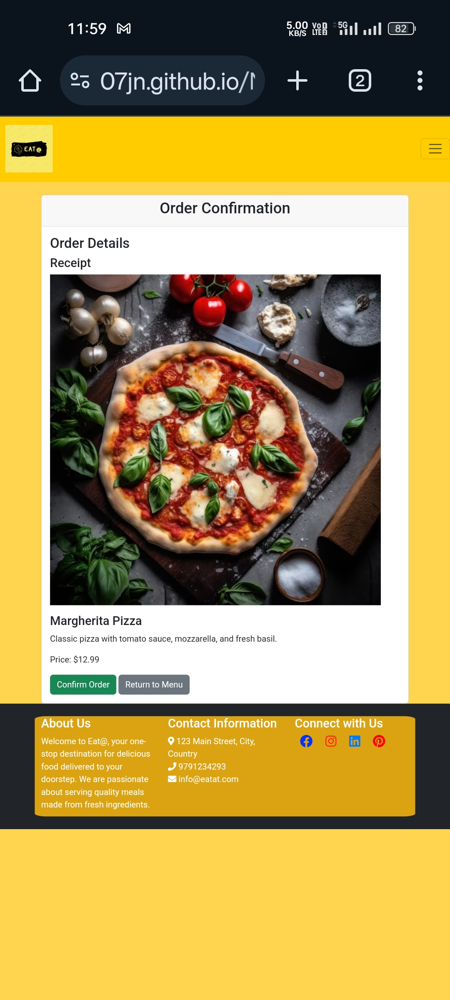 11:59
5.00 KB/S Vo 1 LTE 2 5G 82
07jn.github.io/
2
EAT@
Order Confirmation
Order Details
Receipt
Margherita Pizza
Classic pizza with tomato sauce, mozzarella, and fresh basil.
Price: $12.99
Confirm Order Return to Menu
About Us
Welcome to Eat@, your one-
stop destination for delicious
food delivered to your
doorstep. We are passionate
about serving quality meals
made from fresh ingredients.
Contact Information
123 Main Street, City,
Country
9791234293
info@eatat.com
Connect with Us